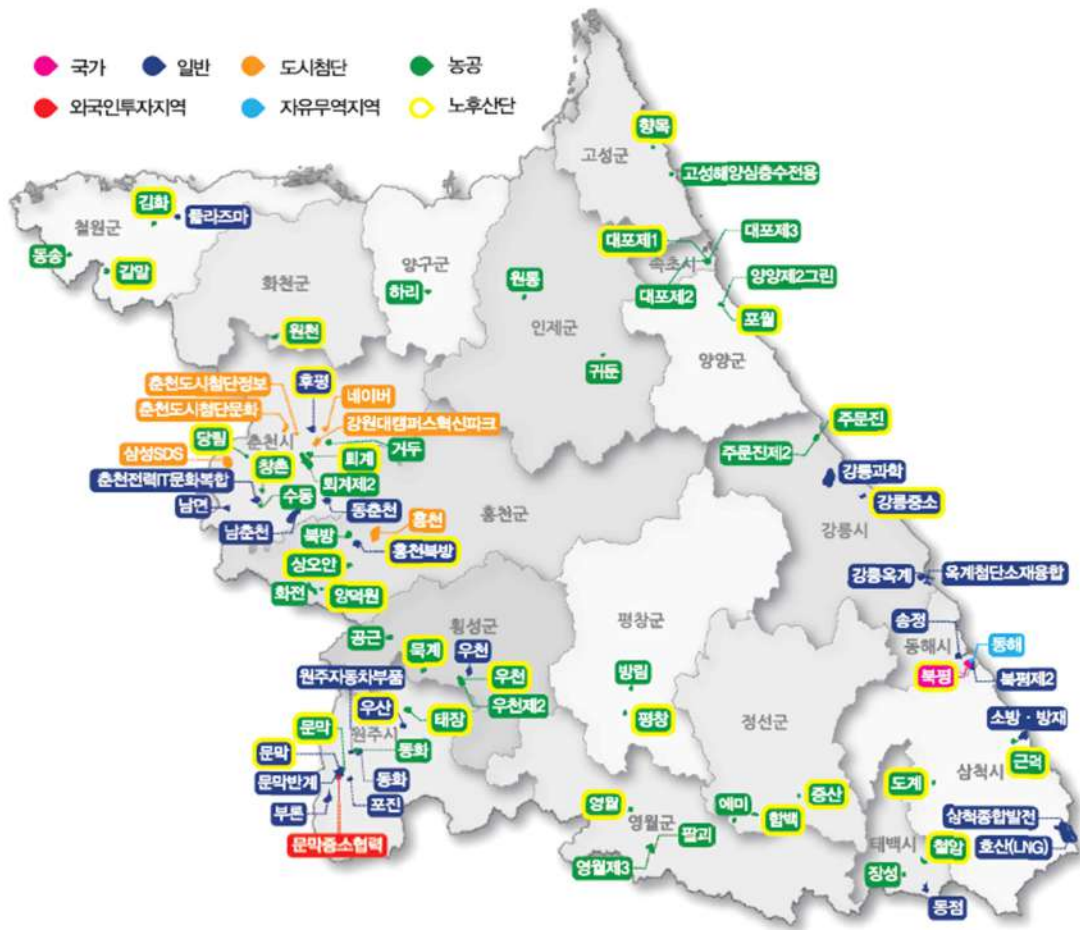 국가
일반
도시첨단
농공
외국인투자지역
자유무역지역
노후산단
향목
고성군
고성해양심층수전용
김화
플라즈마
철원군
동송
갈말
대포제1
대포제3
속초시
양구군
화천군
하리
원통
대포제2
양양제2그린
포월
인제군
원천
양양군
귀둔
춘천도시첨단정보
후평
네이버
춘천도시첨단문화
강원대캠퍼스혁신파크
주문진
당림
춘천시
거두
주문진제2
삼성SDS
창촌
퇴계
강릉과학
춘천전력IT문화복합
수동
퇴계제2
남면
동춘천
강릉중소
남춘천
홍천
홍천군
북방
홍천북방
강릉시
상오안
화전
양덕원
강릉옥계
옥계첨단소재융합
송정
공근
횡성군
평창군
동해시
동해
묵계
우천
북평
북평제2
원주자동차부품
우천
방림
우산
우천제2
문막
태장
평창
정선군
소방·방재
원주시
동화
근덕
문막
동화
삼척시
문막반계
포진
도계
부론
영월
예미
증산
함백
삼척종합발전
문막중소협력
영월군
팔괴
태백시
철암
호산(LNG)
영월제3
장성
동점